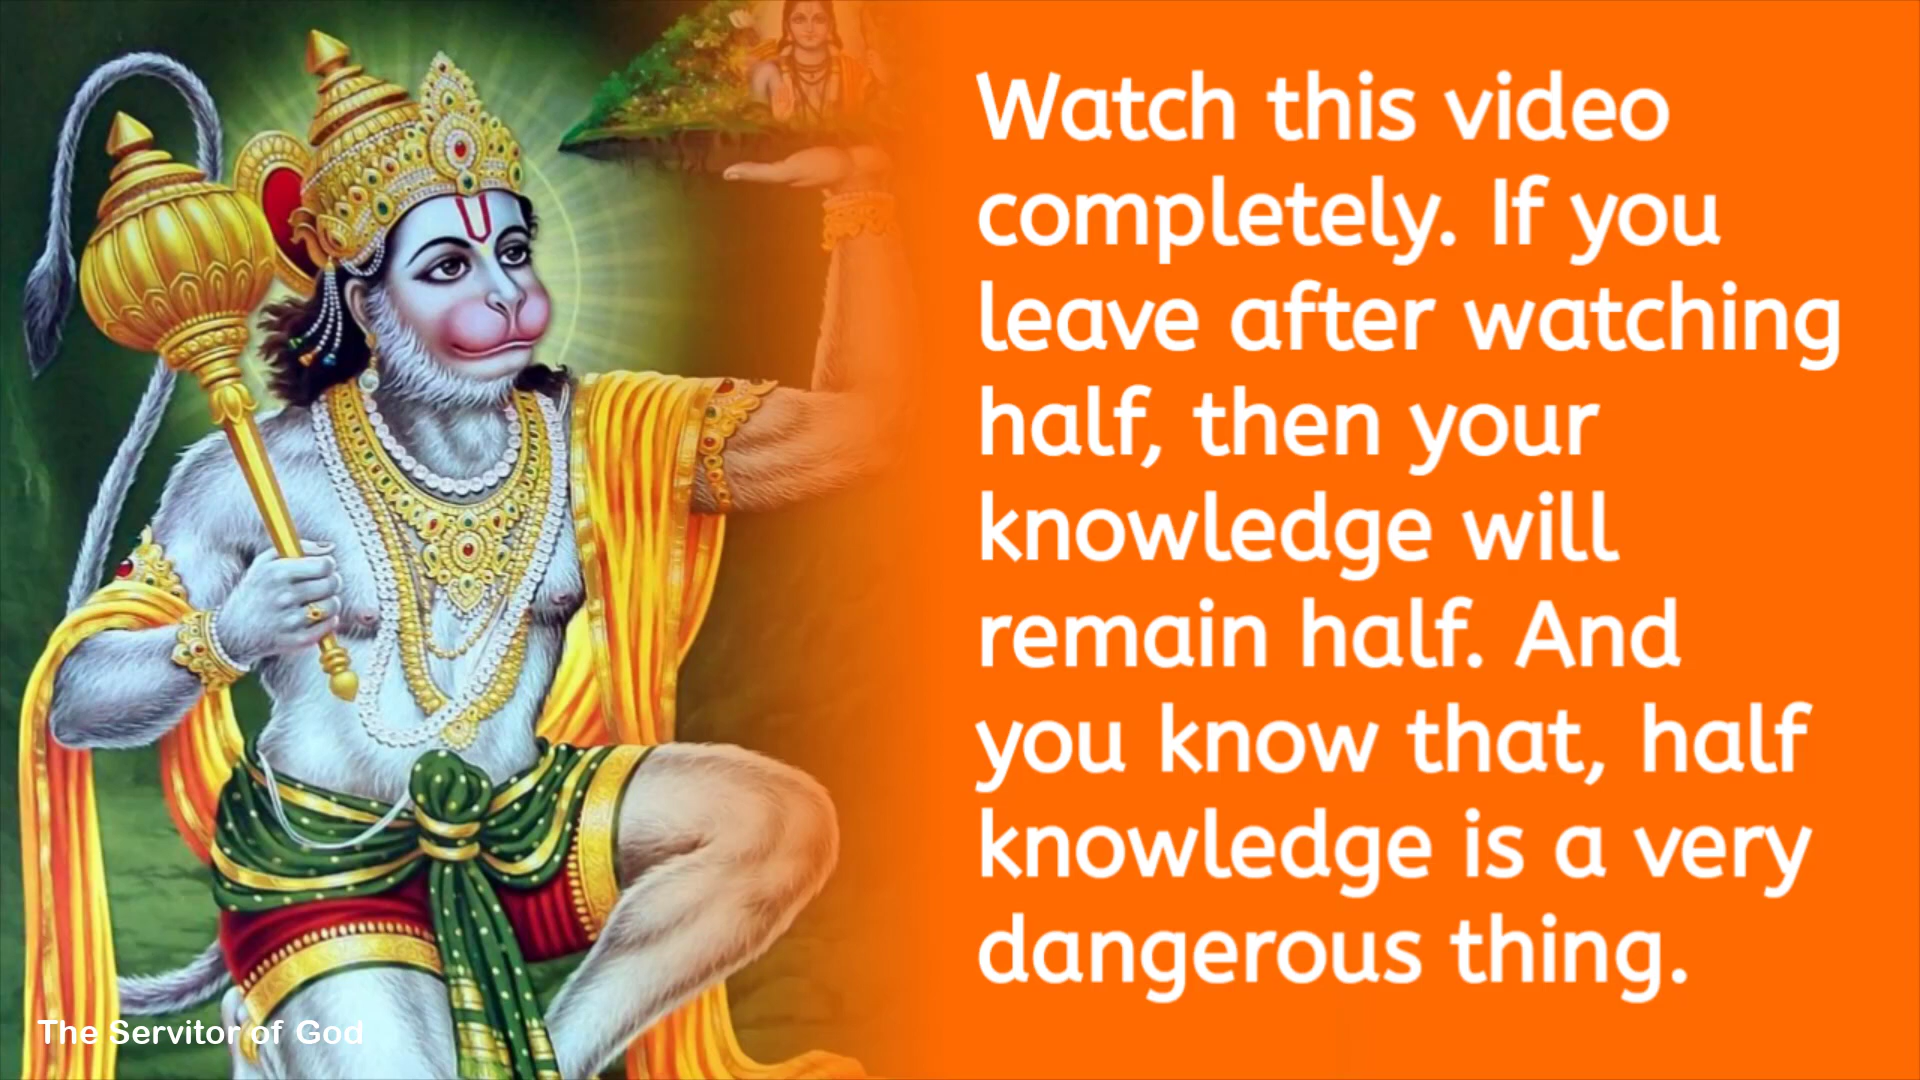 Watch this video
completely. If you
leave after watching
half, then your
knowledge will
remain half. And
you know that, half
knowledge is a very
dangerous thing.
The Servitor of God